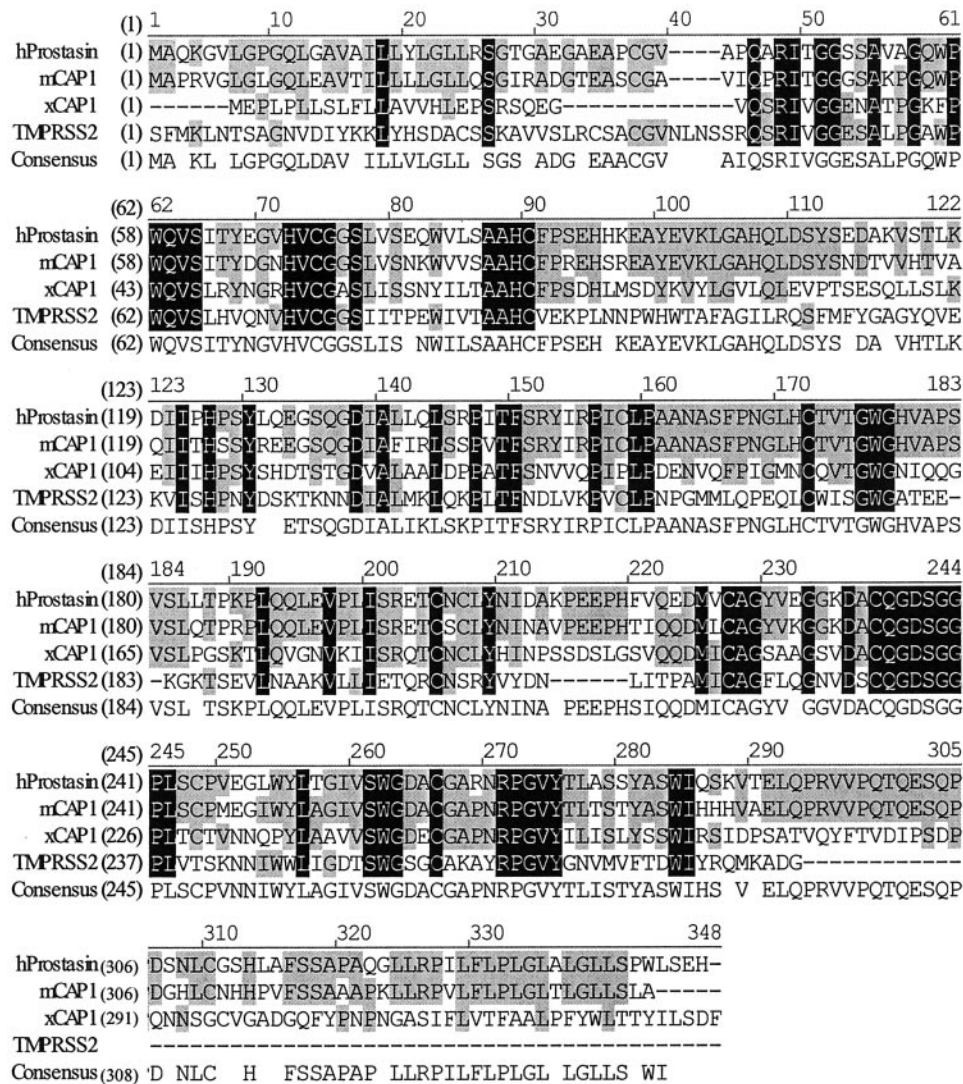 (1) 1 10 20 30 40 50 61
hProstasin (1) MAQKGVLGPGQLGAVAILLYLGLLRSGTGAEGAEAPCGV----APQARITGGSSAVAGQWP
mCAP1 (1) MAPRVGLGLGQLEAVTILLLLGLLQSGIRADGTEASCGA----VIQPRITGGGSAKPGQWP
xCAP1 (1) ------MEPLPLLSLFILLAVVHLEPSRSQEG-------------VQSRIVGGENATPGKFP
TMPRSS2 (1) SFMKLNTSAGNVDIYKKLYHSDACSSKAVVSLRCSACGVNLNSSRQSRIVGGESALPGAWP
Consensus (1) MA KL LGPGQLDAV ILLVLGLL SGS ADG EAACGV AIQSRIVGGESALPGQWP
(62) 62 70 80 90 100 110 122
hProstasin (58) WQVSITYEGVHVCGGSLVSEQWVLSAAHCFPSEHHKEAYEVKLGAHQLDSYSEDAKVSTLK
mCAP1 (58) WQVSITYDGNHVCGGSLVSNKWVVSAAHCFPREHSREAYEVKLGAHQLDSYSNDTVVHTVA
xCAP1 (43) WQVSLRYNGRHVCGASLISSNYILTAAHCFPSDHLMSDYKVYLGVLQLEVPTSESQLLSLK
TMPRSS2 (62) WQVSLHVQNVHVCGGSIITPEWIVTAAHCVEKPLNNPWHWTAFAGILRQSFMFYGAGYQVE
Consensus (62) WQVSITYNGVHVCGGSLIS NWILSAAHCFPSEH KEAYEVKLGAHQLDSYS DA VHTLK
(123) 123 130 140 150 160 170 183
hProstasin (119) DIIPHPSYLQEGSQGDIALLQLSRPITFSRYIRPICLPAANASFPNGLHCTVTGWGHVAPS
mCAP1 (119) QIITHSSYREEGSQGDIAFIRLSSPVTFSRYIRPICLPAANASFPNGLHCTVTGWGHVAPS
xCAP1 (104) EIIIHPSYSHDTSTGDVALAALDPPATFSNVVQPIPLPDENVQFPIGMNCQVTGWGNIQQG
TMPRSS2 (123) KVISHPNYDSKTKNNDIALMKLQKPLTFNDLVKPVCLPNPGMMLQPEQLCWISGWGATEE-
Consensus (123) DIISHPSY ETSQGDIALIKLSKPITFSRYIRPICLPAANASFPNGLHCTVTGWGHVAPS
(184) 184 190 200 210 220 230 244
hProstasin (180) VSLLTPKPLQQLEVPLISRETCNCLYNIDAKPEEPHFVQEDMVCAGYVEGGKDACQGDSGG
mCAP1 (180) VSLQTPRPLQQLEVPLISRETCSCLYNINAVPEEPHTIQQDMLCAGYVKGGKDACQGDSGG
xCAP1 (165) VSLPGSKTLQVGNVKIISRQTCNCLYHINPSSDSLGSVQQDMICAGSAAGSVDACQGDSGG
TMPRSS2 (183) -KGKTSEVLNAAKVLLIETQRCNSRYVYDN-------LITPAMICAGFLQGNVDSCQGDSGG
Consensus (184) VSL TSKPLQQLEVPLISRQTCNCLYNINA PEEPHSIQQDMICAGYV GGVDACQGDSGG
(245) 245 250 260 270 280 290 305
hProstasin (241) PLSCPVEGLWYLTGIVSWGDACGARNRPGVYTLASSYASWIQSKVTELQPRVVPQTQESQP
mCAP1 (241) PLSCPMEGIWYLAGIVSWGDACGAPNRPGVYTLTSTYASWIHHHVAELQPRVVPQTQESQP
xCAP1 (226) PLTCTVNNQPYLAAVVSWGDECGAPNRPGVYILISLYSSWIRSIDPSATVQYFTVDIPSDP
TMPRSS2 (237) PLVTSKNNIWWLIGDTSWGSGCAKAYRPGVYGNVMVFTDWIYRQMKADG------------
Consensus (245) PLSCPVNNIWYLAGIVSWGDACGAPNRPGVYTLISTYASWIHS V ELQPRVVPQTQESQP
310 320 330 348
hProstasin (306) DSNLCGSHLAFSSAPAQGLLRPILFLPLGLALGLLSPWLSEH-
mCAP1 (306) DGHLCNHHPVFSSAAAPKLLRPVLFLPLGLTLGLLSLA-----
xCAP1 (291) QNNSGCVGADGQFYPNPNGASIFLVTFAALPFYWLTTYILSDF
TMPRSS2 -------------------------------------------
Consensus (308) D NLC H FSSAPAP LLRPILFLPLGL LGLLS WI